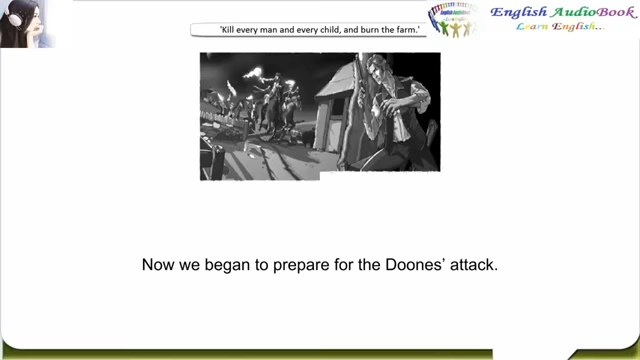 'Kill every man and every child, and burn the farm.'
English AudioBook
Learn English...
Now we began to prepare for the Doones' attack.